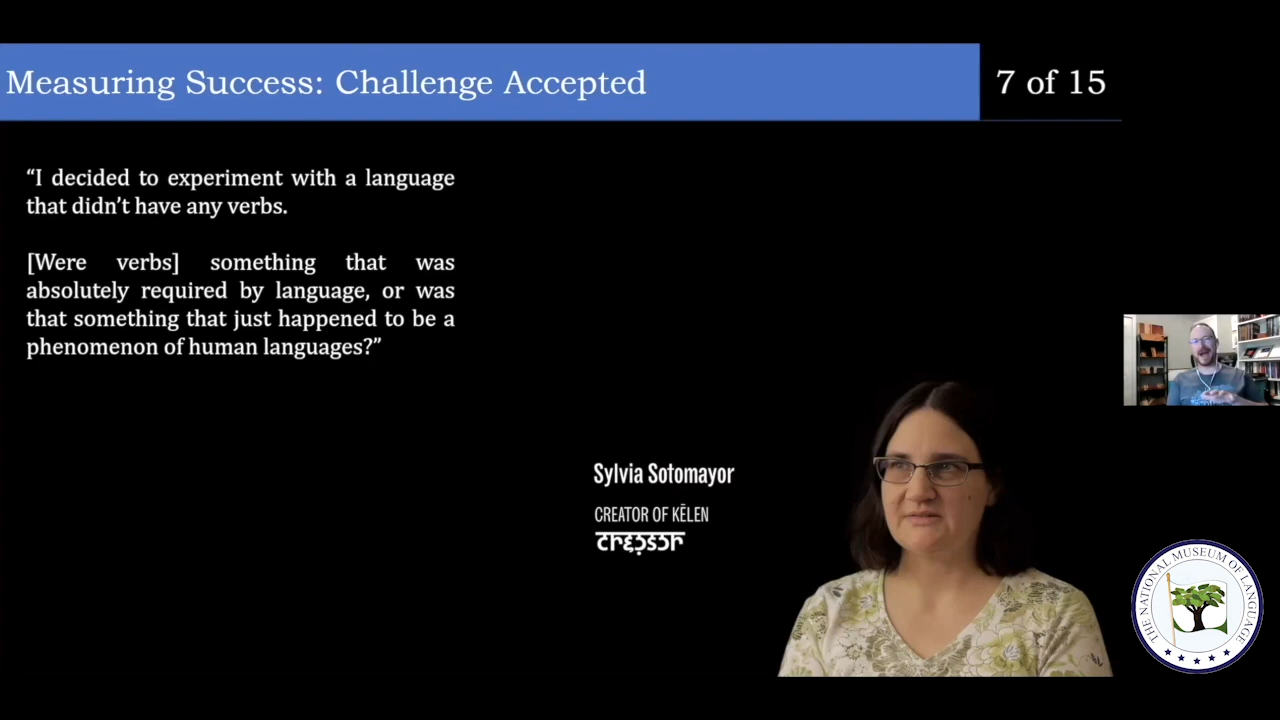 Measuring Success: Challenge Accepted
7 of 15
“I decided to experiment with a language
that didn’t have any verbs.
[Were verbs] something that was
absolutely required by language, or was
that something that just happened to be a
phenomenon of human languages?”
Sylvia Sotomayor
CREATOR OF KĒLEN
THE NATIONAL MUSEUM OF LANGUAGE